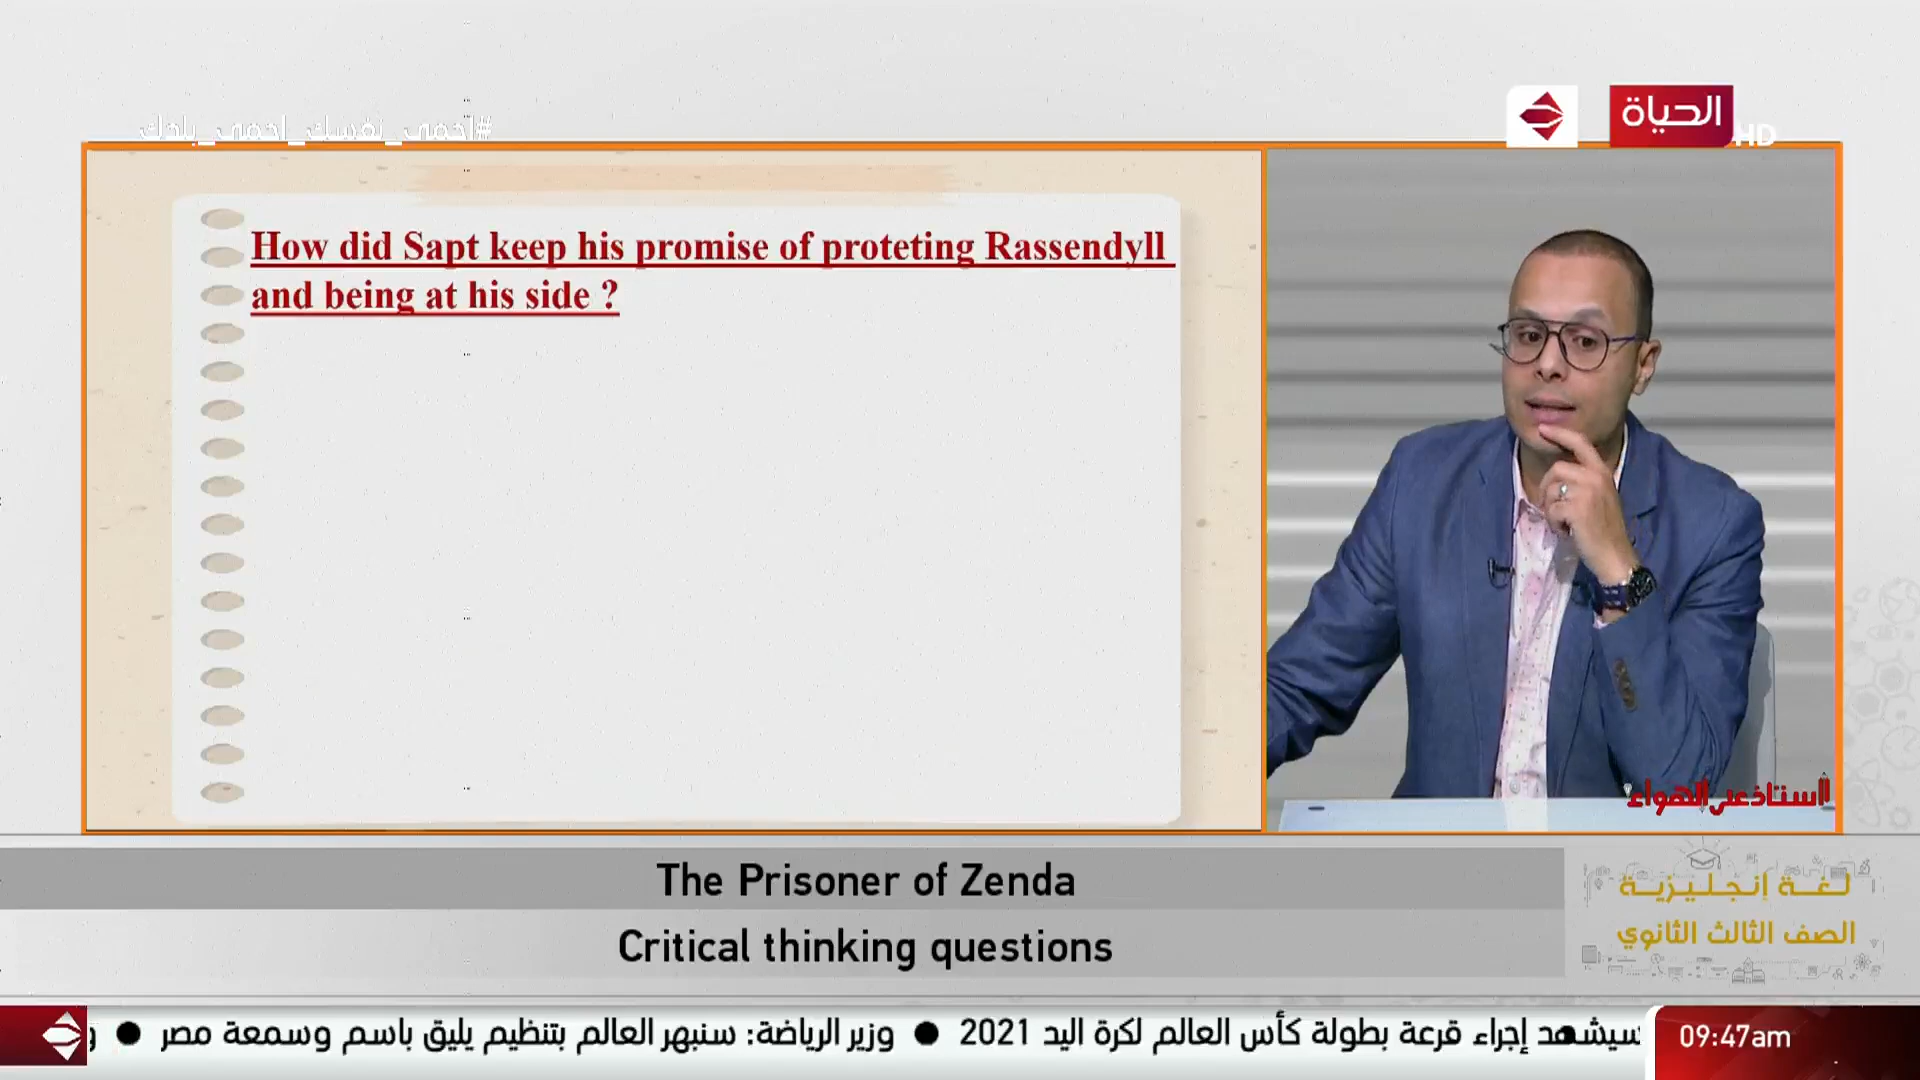 #احمي_نفسك_إحمي_بلدك
الحياة
HD
How did Sapt keep his promise of proteting Rassendyll
and being at his side ?
أستاذ على الهواء
The Prisoner of Zenda
Critical thinking questions
لغة إنجليزية
الصف الثالث الثانوي
سيشهد إجراء قرعة بطولة كأس العالم لكرة اليد 2021 ● وزير الرياضة: سنبهر العالم بتنظيم يليق باسم وسمعة مصر ●
09:47am